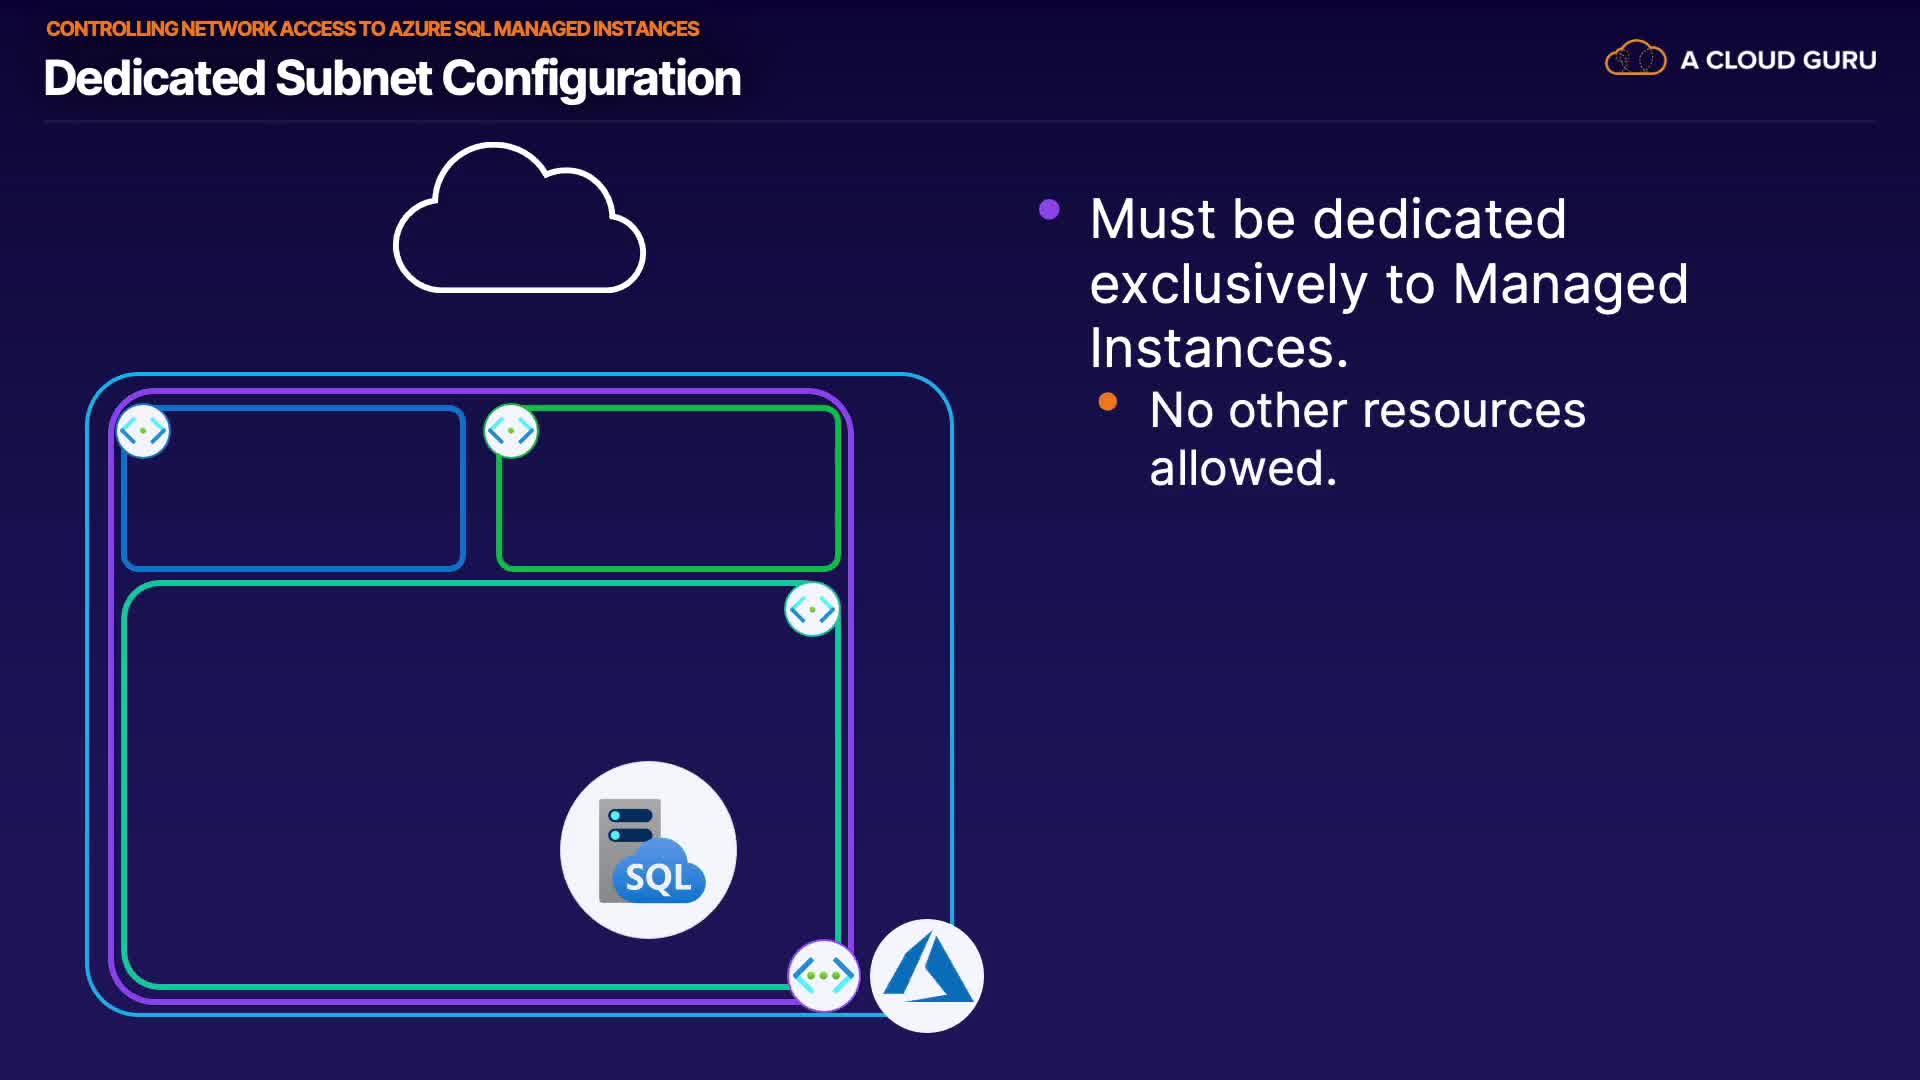 CONTROLLING NETWORK ACCESS TO AZURE SQL MANAGED INSTANCES
Dedicated Subnet Configuration
A CLOUD GURU
Must be dedicated
exclusively to Managed
Instances.
No other resources
allowed.
SQL